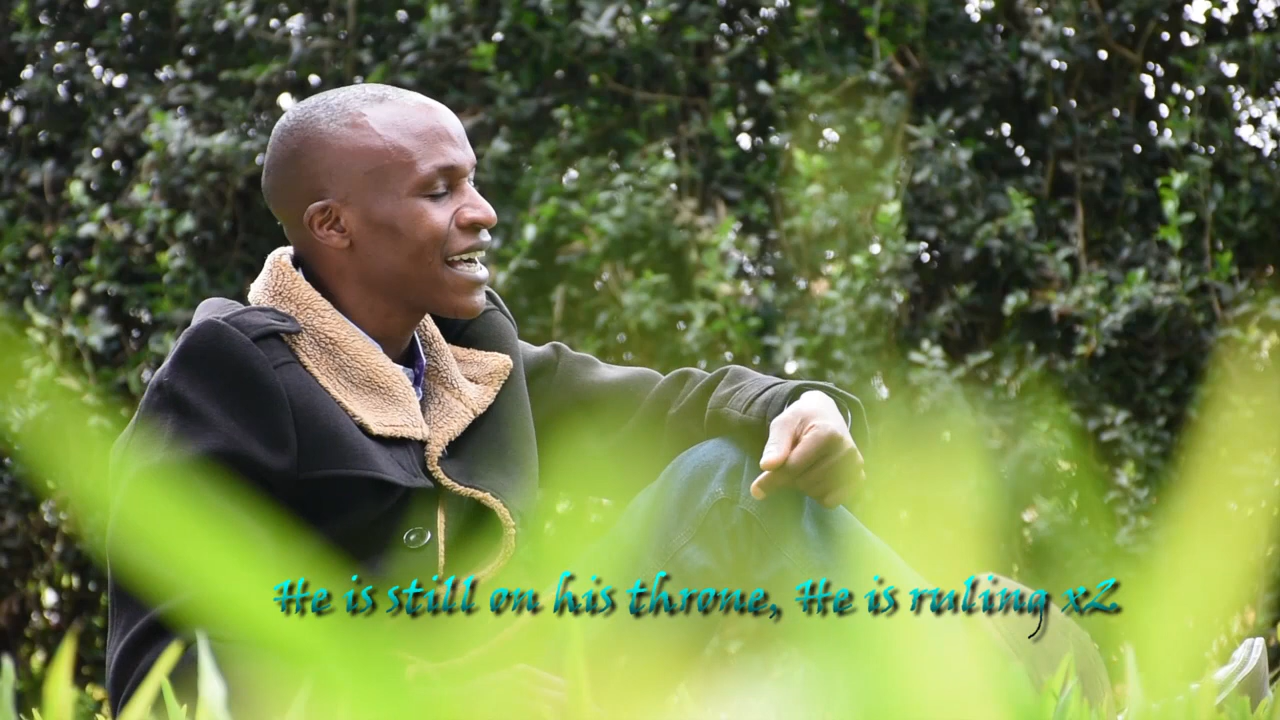 He is still on his throne, He is ruling x2